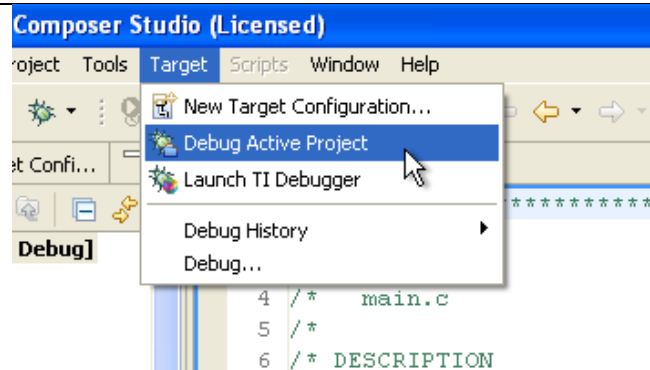 Composer Studio (Licensed)
roject Tools Target Scripts Window Help
New Target Configuration...
Debug Active Project
et Confi...
Launch TI Debugger
***********
Debug History
Debug]
Debug...
4 /* main.c
5 /*
6 /* DESCRIPTION